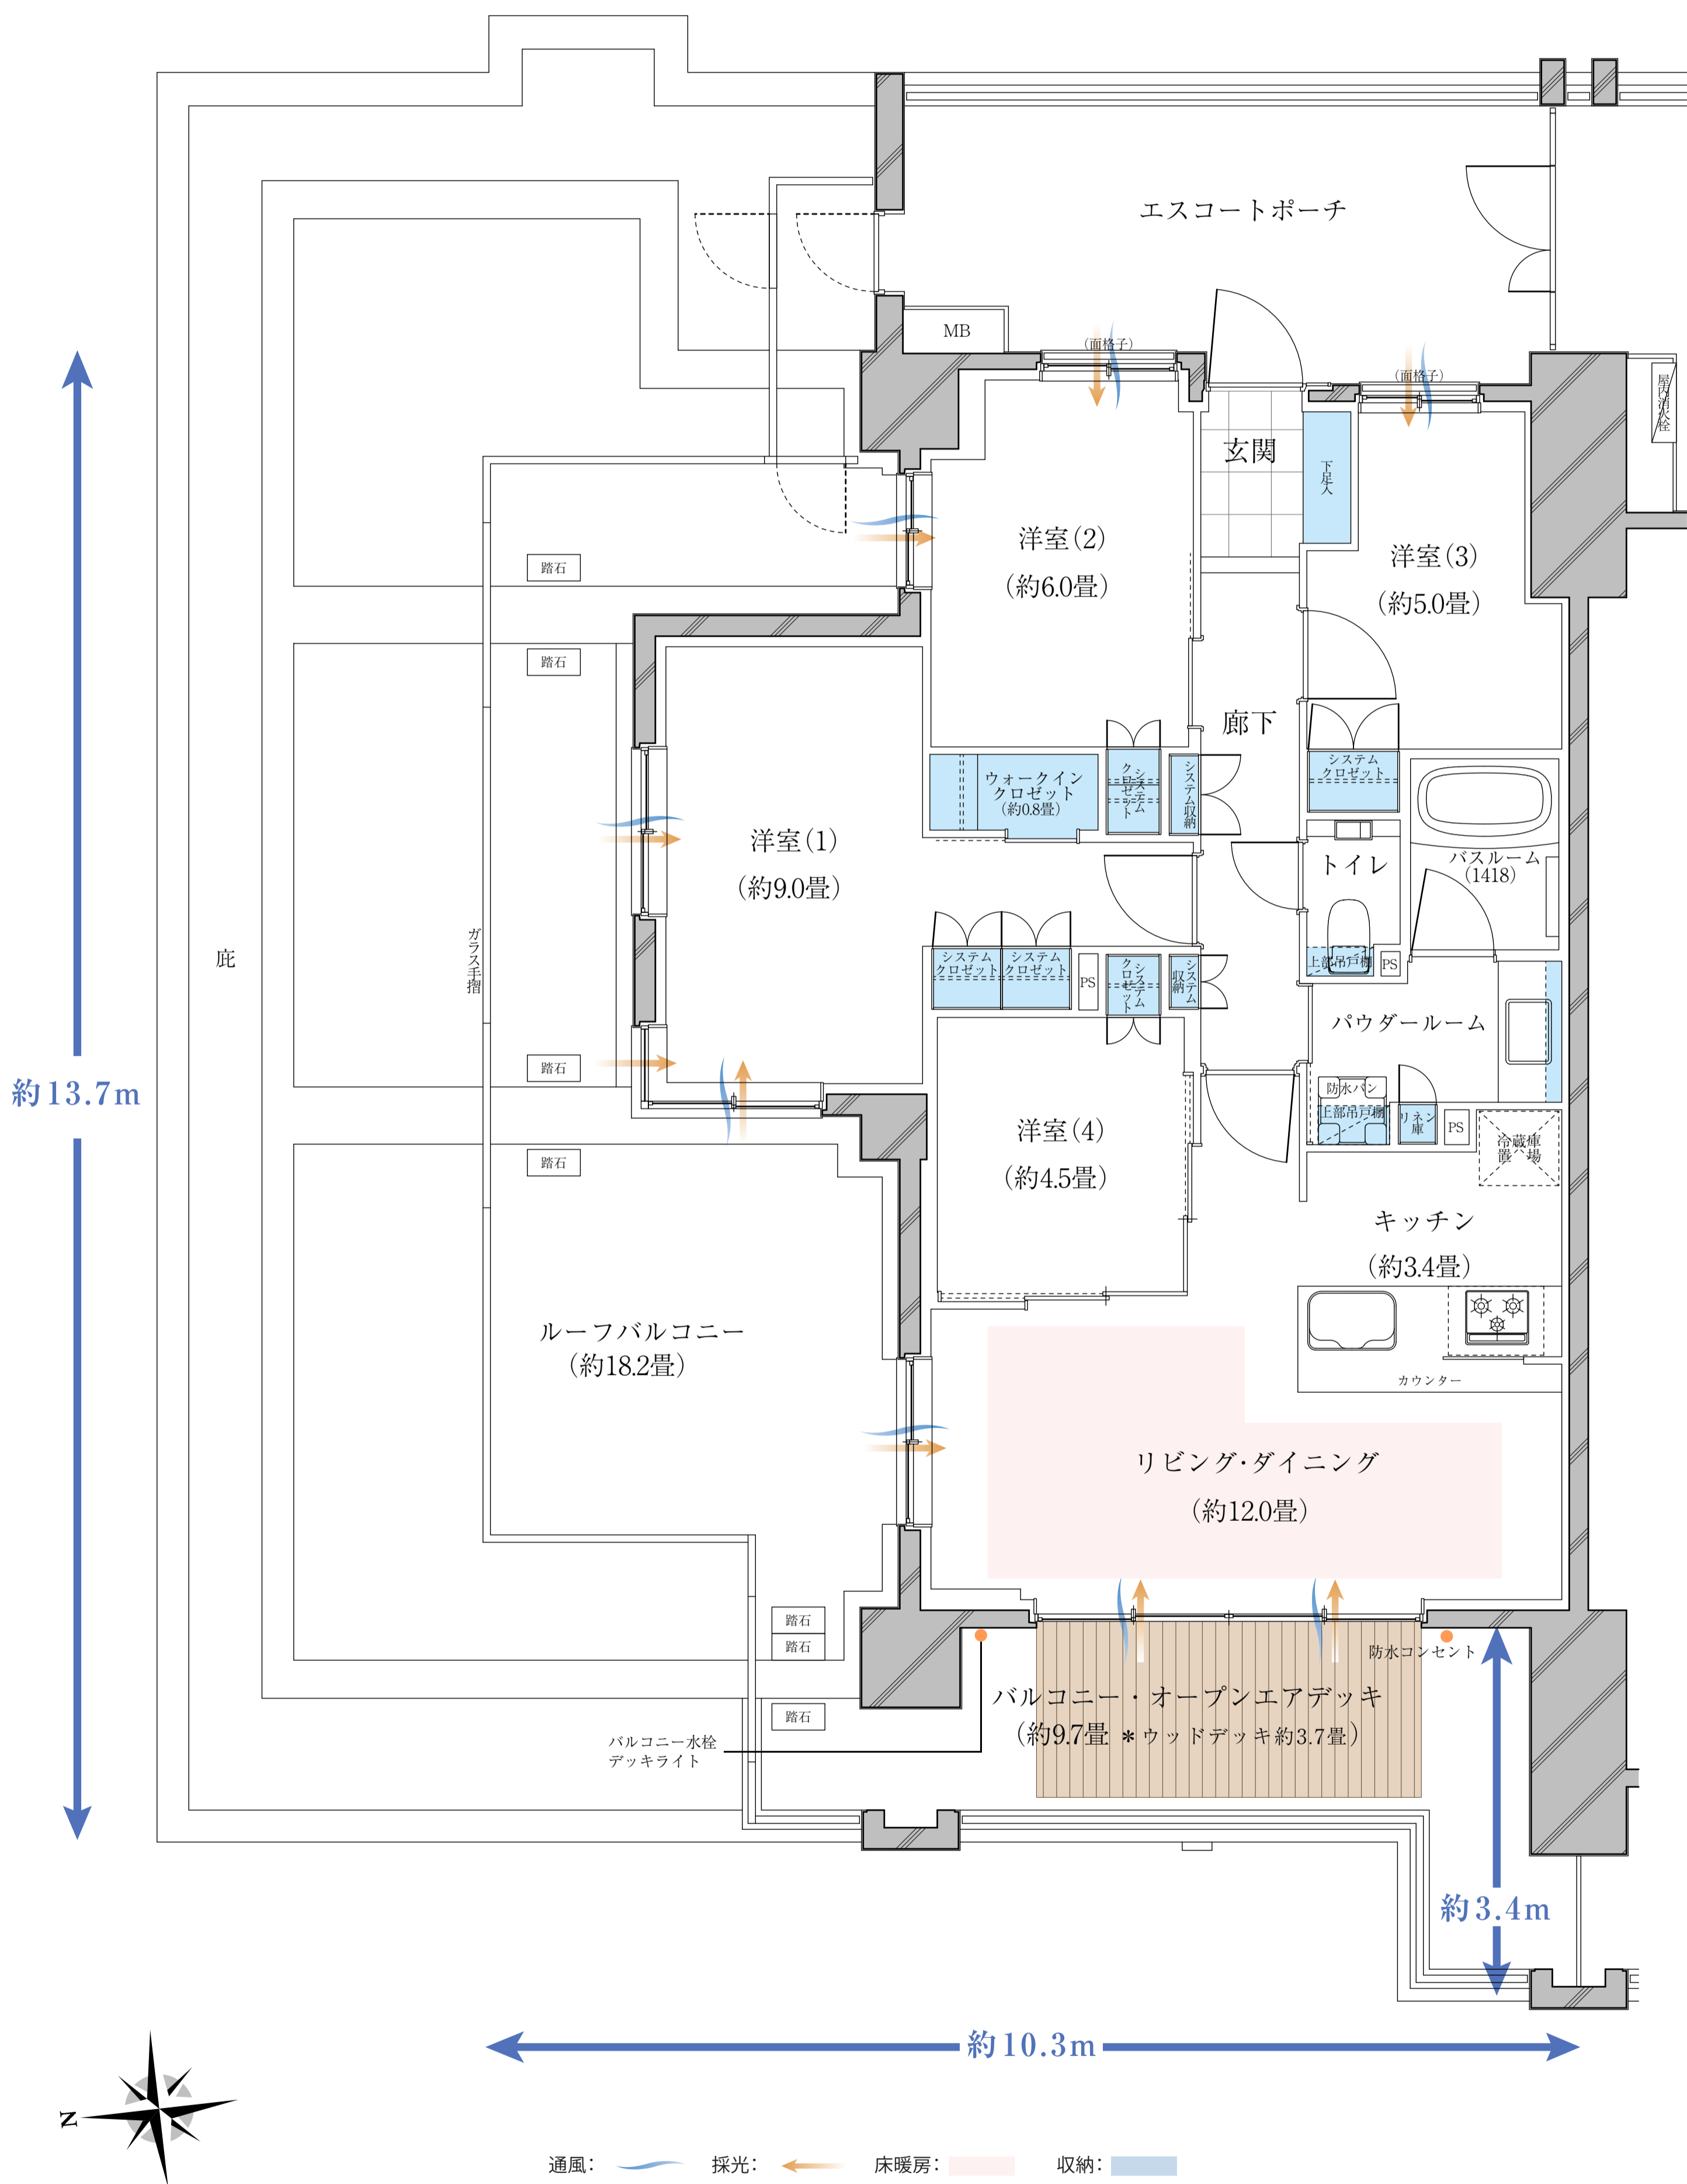 エスコートポーチ
MB
(面格子)
(面格子)
屋内消火栓
玄関
下足入
洋室(2)
(約6.0畳)
洋室(3)
(約5.0畳)
踏石
踏石
廊下
ウォークイン
クロゼット
(約0.8畳)
システム
クロゼット
システム収納
システム
クロゼット
洋室(1)
(約9.0畳)
トイレ
バスルーム
(1418)
上部吊戸棚
PS
庇
ガラス手摺
システム
クロゼット
システム
クロゼット
PS
システム
クロゼット
システム
収納
パウダールーム
防水パン
上部吊戸棚
リネン
庫
PS
冷蔵庫
置場
踏石
踏石
約13.7m
洋室(4)
(約4.5畳)
キッチン
(約3.4畳)
カウンター
ルーフバルコニー
(約18.2畳)
リビング・ダイニング
(約12.0畳)
踏石
踏石
踏石
防水コンセント
バルコニー・オープンエアデッキ
(約9.7畳 *ウッドデッキ約3.7畳)
バルコニー水栓
デッキライト
約3.4m
約10.3m
N
通風: 採光: 床暖房: 収納: